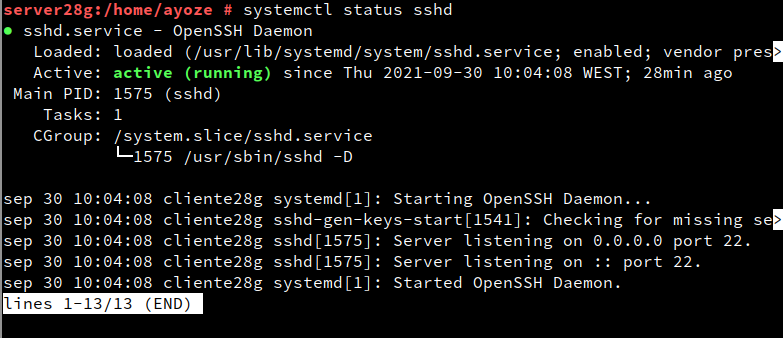 server28g:/home/ayoze # systemctl status sshd
● sshd.service - OpenSSH Daemon
   Loaded: loaded (/usr/lib/systemd/system/sshd.service; enabled; vendor pres>
   Active: active (running) since Thu 2021-09-30 10:04:08 WEST; 28min ago
 Main PID: 1575 (sshd)
    Tasks: 1
   CGroup: /system.slice/sshd.service
           └─1575 /usr/sbin/sshd -D
sep 30 10:04:08 cliente28g systemd[1]: Starting OpenSSH Daemon...
sep 30 10:04:08 cliente28g sshd-gen-keys-start[1541]: Checking for missing se>
sep 30 10:04:08 cliente28g sshd[1575]: Server listening on 0.0.0.0 port 22.
sep 30 10:04:08 cliente28g sshd[1575]: Server listening on :: port 22.
sep 30 10:04:08 cliente28g systemd[1]: Started OpenSSH Daemon.
lines 1-13/13 (END)